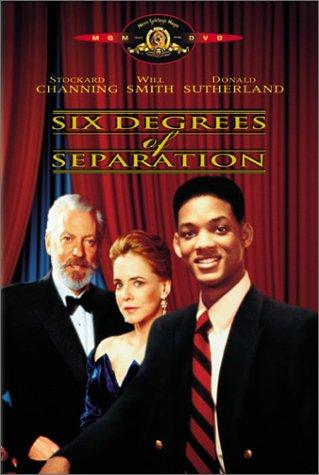 MGM DVD
STOCKARD WILL DONALD
CHANNING SMITH SUTHERLAND
SIX DEGREES
of
SEPARATION